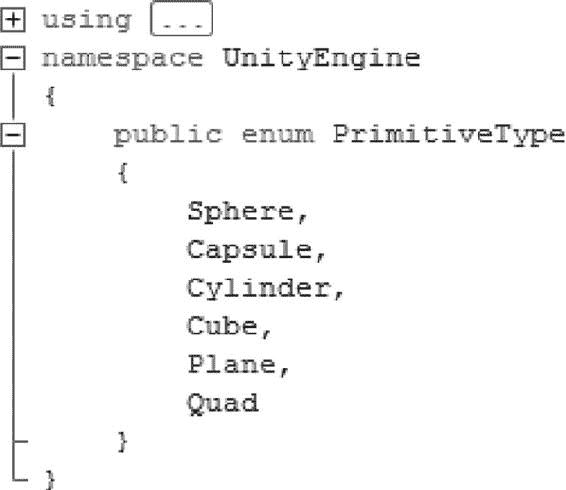 using ...
namespace UnityEngine
{
public enum PrimitiveType
{
Sphere,
Capsule,
Cylinder,
Cube,
Plane,
Quad
}
}